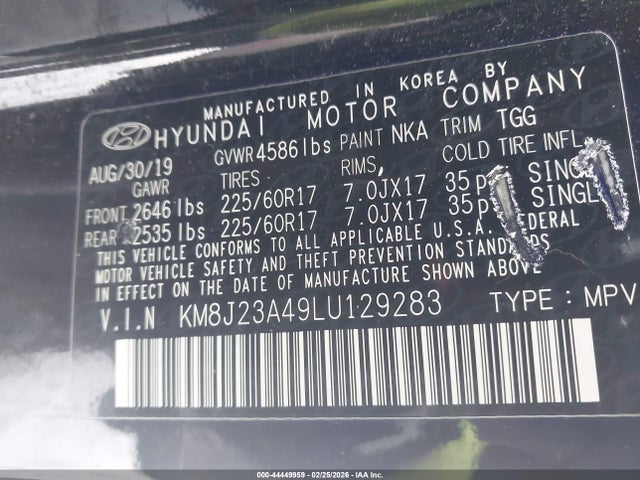 MANUFACTURED IN KOREA BY
HYUNDAI MOTOR COMPANY
AUG/30/19 GVWR 4586 lbs PAINT NKA TRIM TGG
GAWR TIRES RIMS, COLD TIRE INFL
FRONT 2646 lbs 225/60R17 7.0JX17 35
REAR 2535 lbs 225/60R17 7.0JX17 35 SINGL
THIS VEHICLE CONFORMS TO ALL APPLICABLE U.S.A. FEDERAL
MOTOR VEHICLE SAFETY AND THEFT PREVENTION STANDARDS
IN EFFECT ON THE DATE OF MANUFACTURE SHOWN ABOVE
V.I.N KM8J23A49LU129283 TYPE : MPV
000-44449959 - 02/25/2026 - IAA Inc.